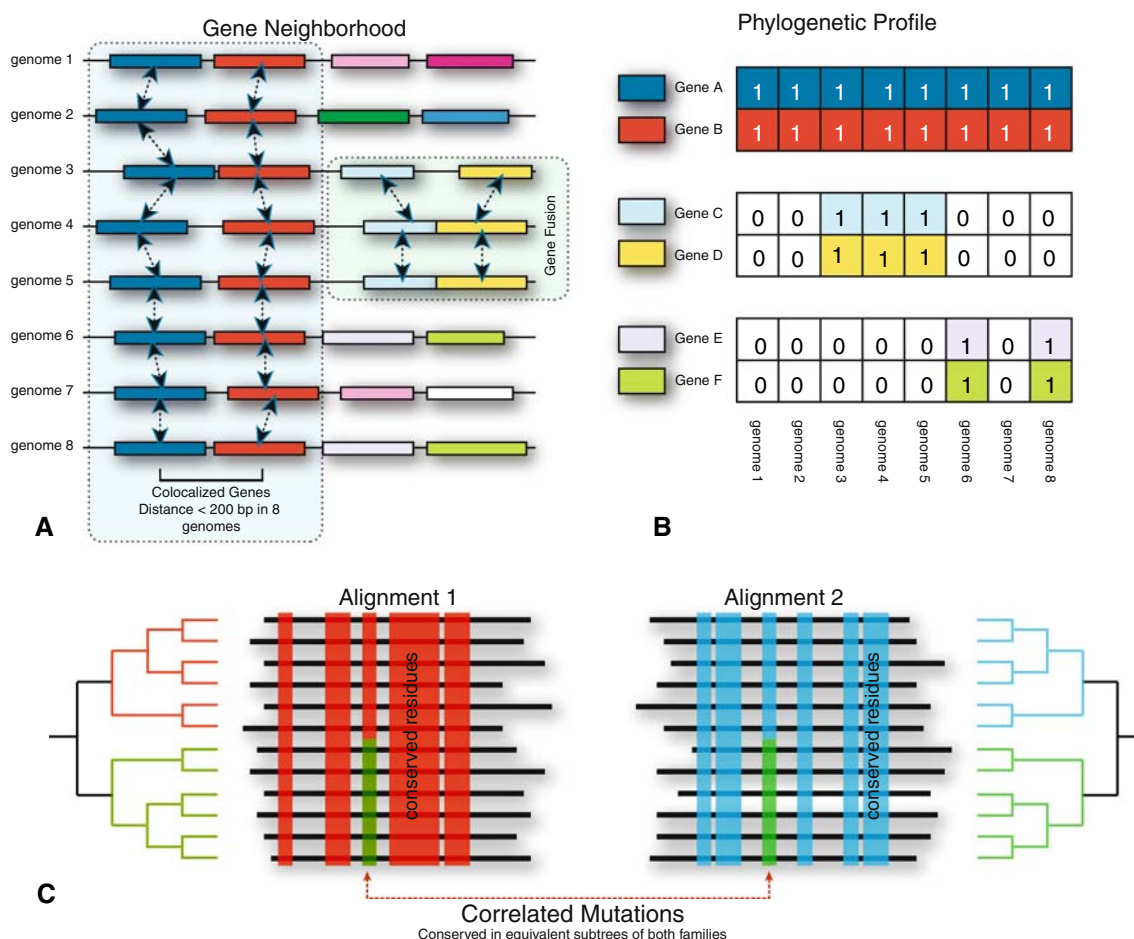 Gene Neighborhood
genome 1
genome 2
genome 3
genome 4
genome 5
genome 6
genome 7
genome 8
Gene Fusion
Colocalized Genes
Distance < 200 bp in 8
genomes
A
Phylogenetic Profile
Gene A 1 1 1 1 1 1 1 1
Gene B 1 1 1 1 1 1 1 1
Gene C 0 0 1 1 1 0 0 0
Gene D 0 0 1 1 1 0 0 0
Gene E 0 0 0 0 0 1 0 1
Gene F 0 0 0 0 0 1 0 1
genome 1
genome 2
genome 3
genome 4
genome 5
genome 6
genome 7
genome 8
B
Alignment 1
conserved residues
Alignment 2
conserved residues
C
Correlated Mutations
Conserved in equivalent subtrees of both families